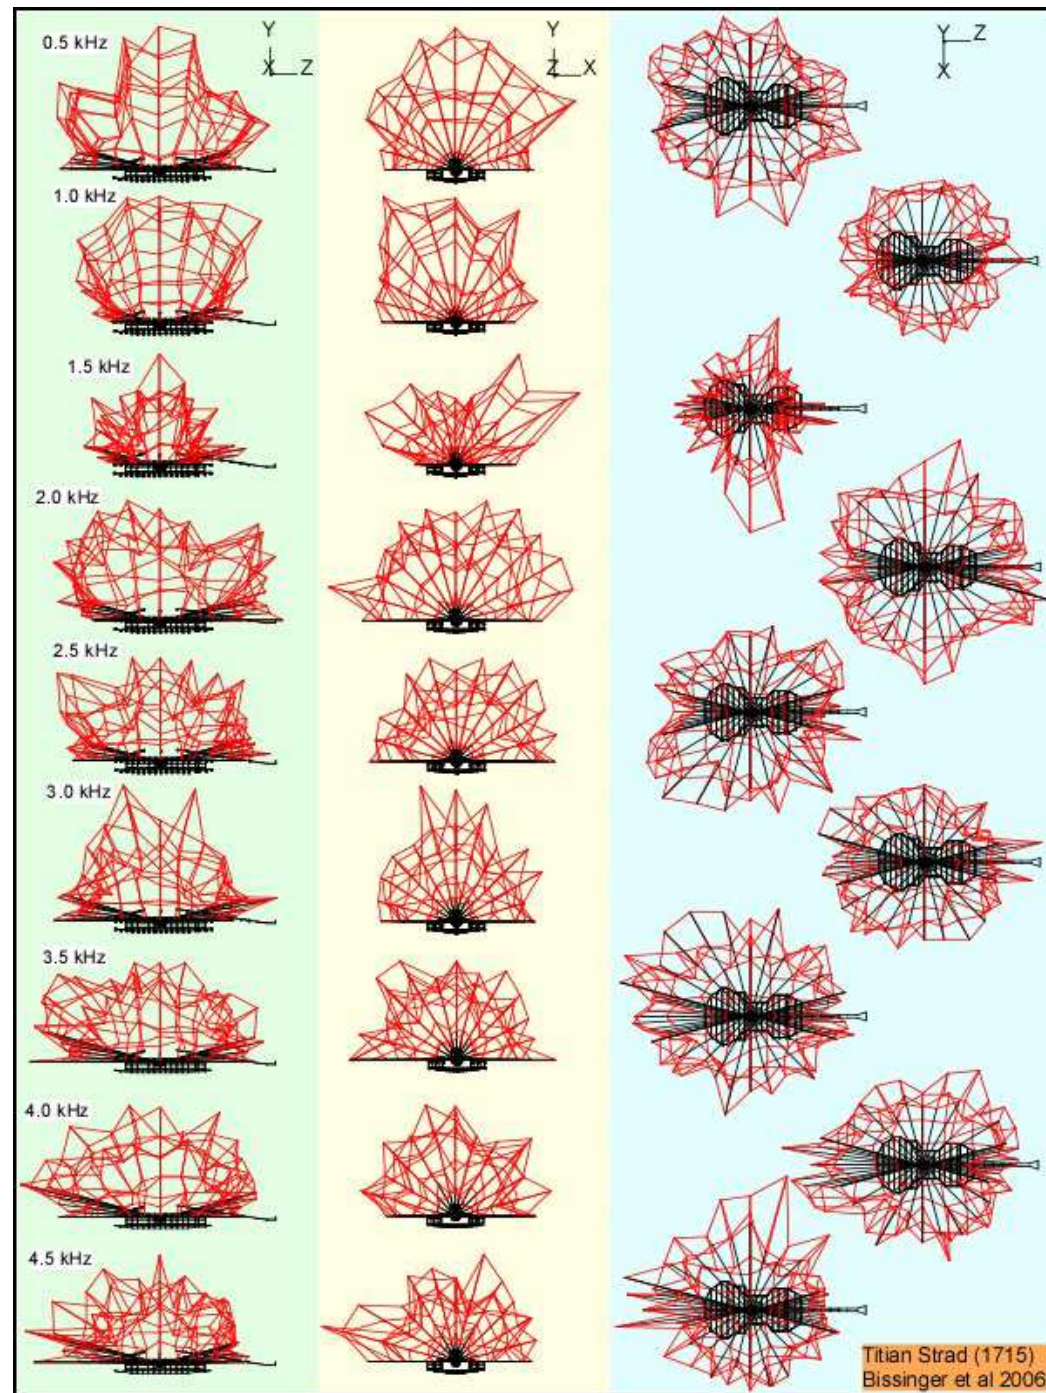 0.5 kHz
Y
X Z
Y
Z X
Y Z
X
1.0 kHz
1.5 kHz
2.0 kHz
2.5 kHz
3.0 kHz
3.5 kHz
4.0 kHz
4.5 kHz
Titian Strad (1715)
Bissinger et al 2006